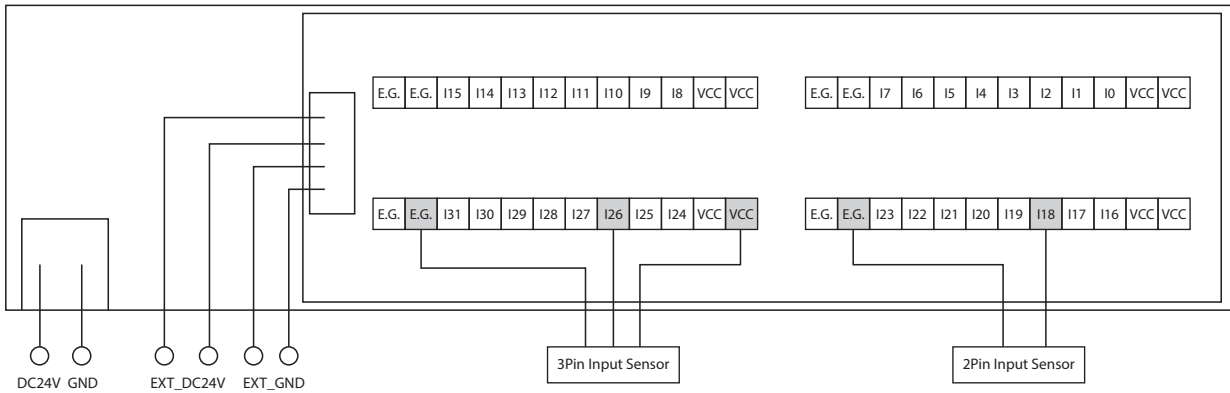 E.G. E.G. I15 I14 I13 I12 I11 I10 I9 I8 VCC VCC
E.G. E.G. I7 I6 I5 I4 I3 I2 I1 I0 VCC VCC
E.G. E.G. I31 I30 I29 I28 I27 I26 I25 I24 VCC VCC
E.G. E.G. I23 I22 I21 I20 I19 I18 I17 I16 VCC VCC
3Pin Input Sensor
2Pin Input Sensor
DC24V GND
EXT_DC24V
EXT_GND